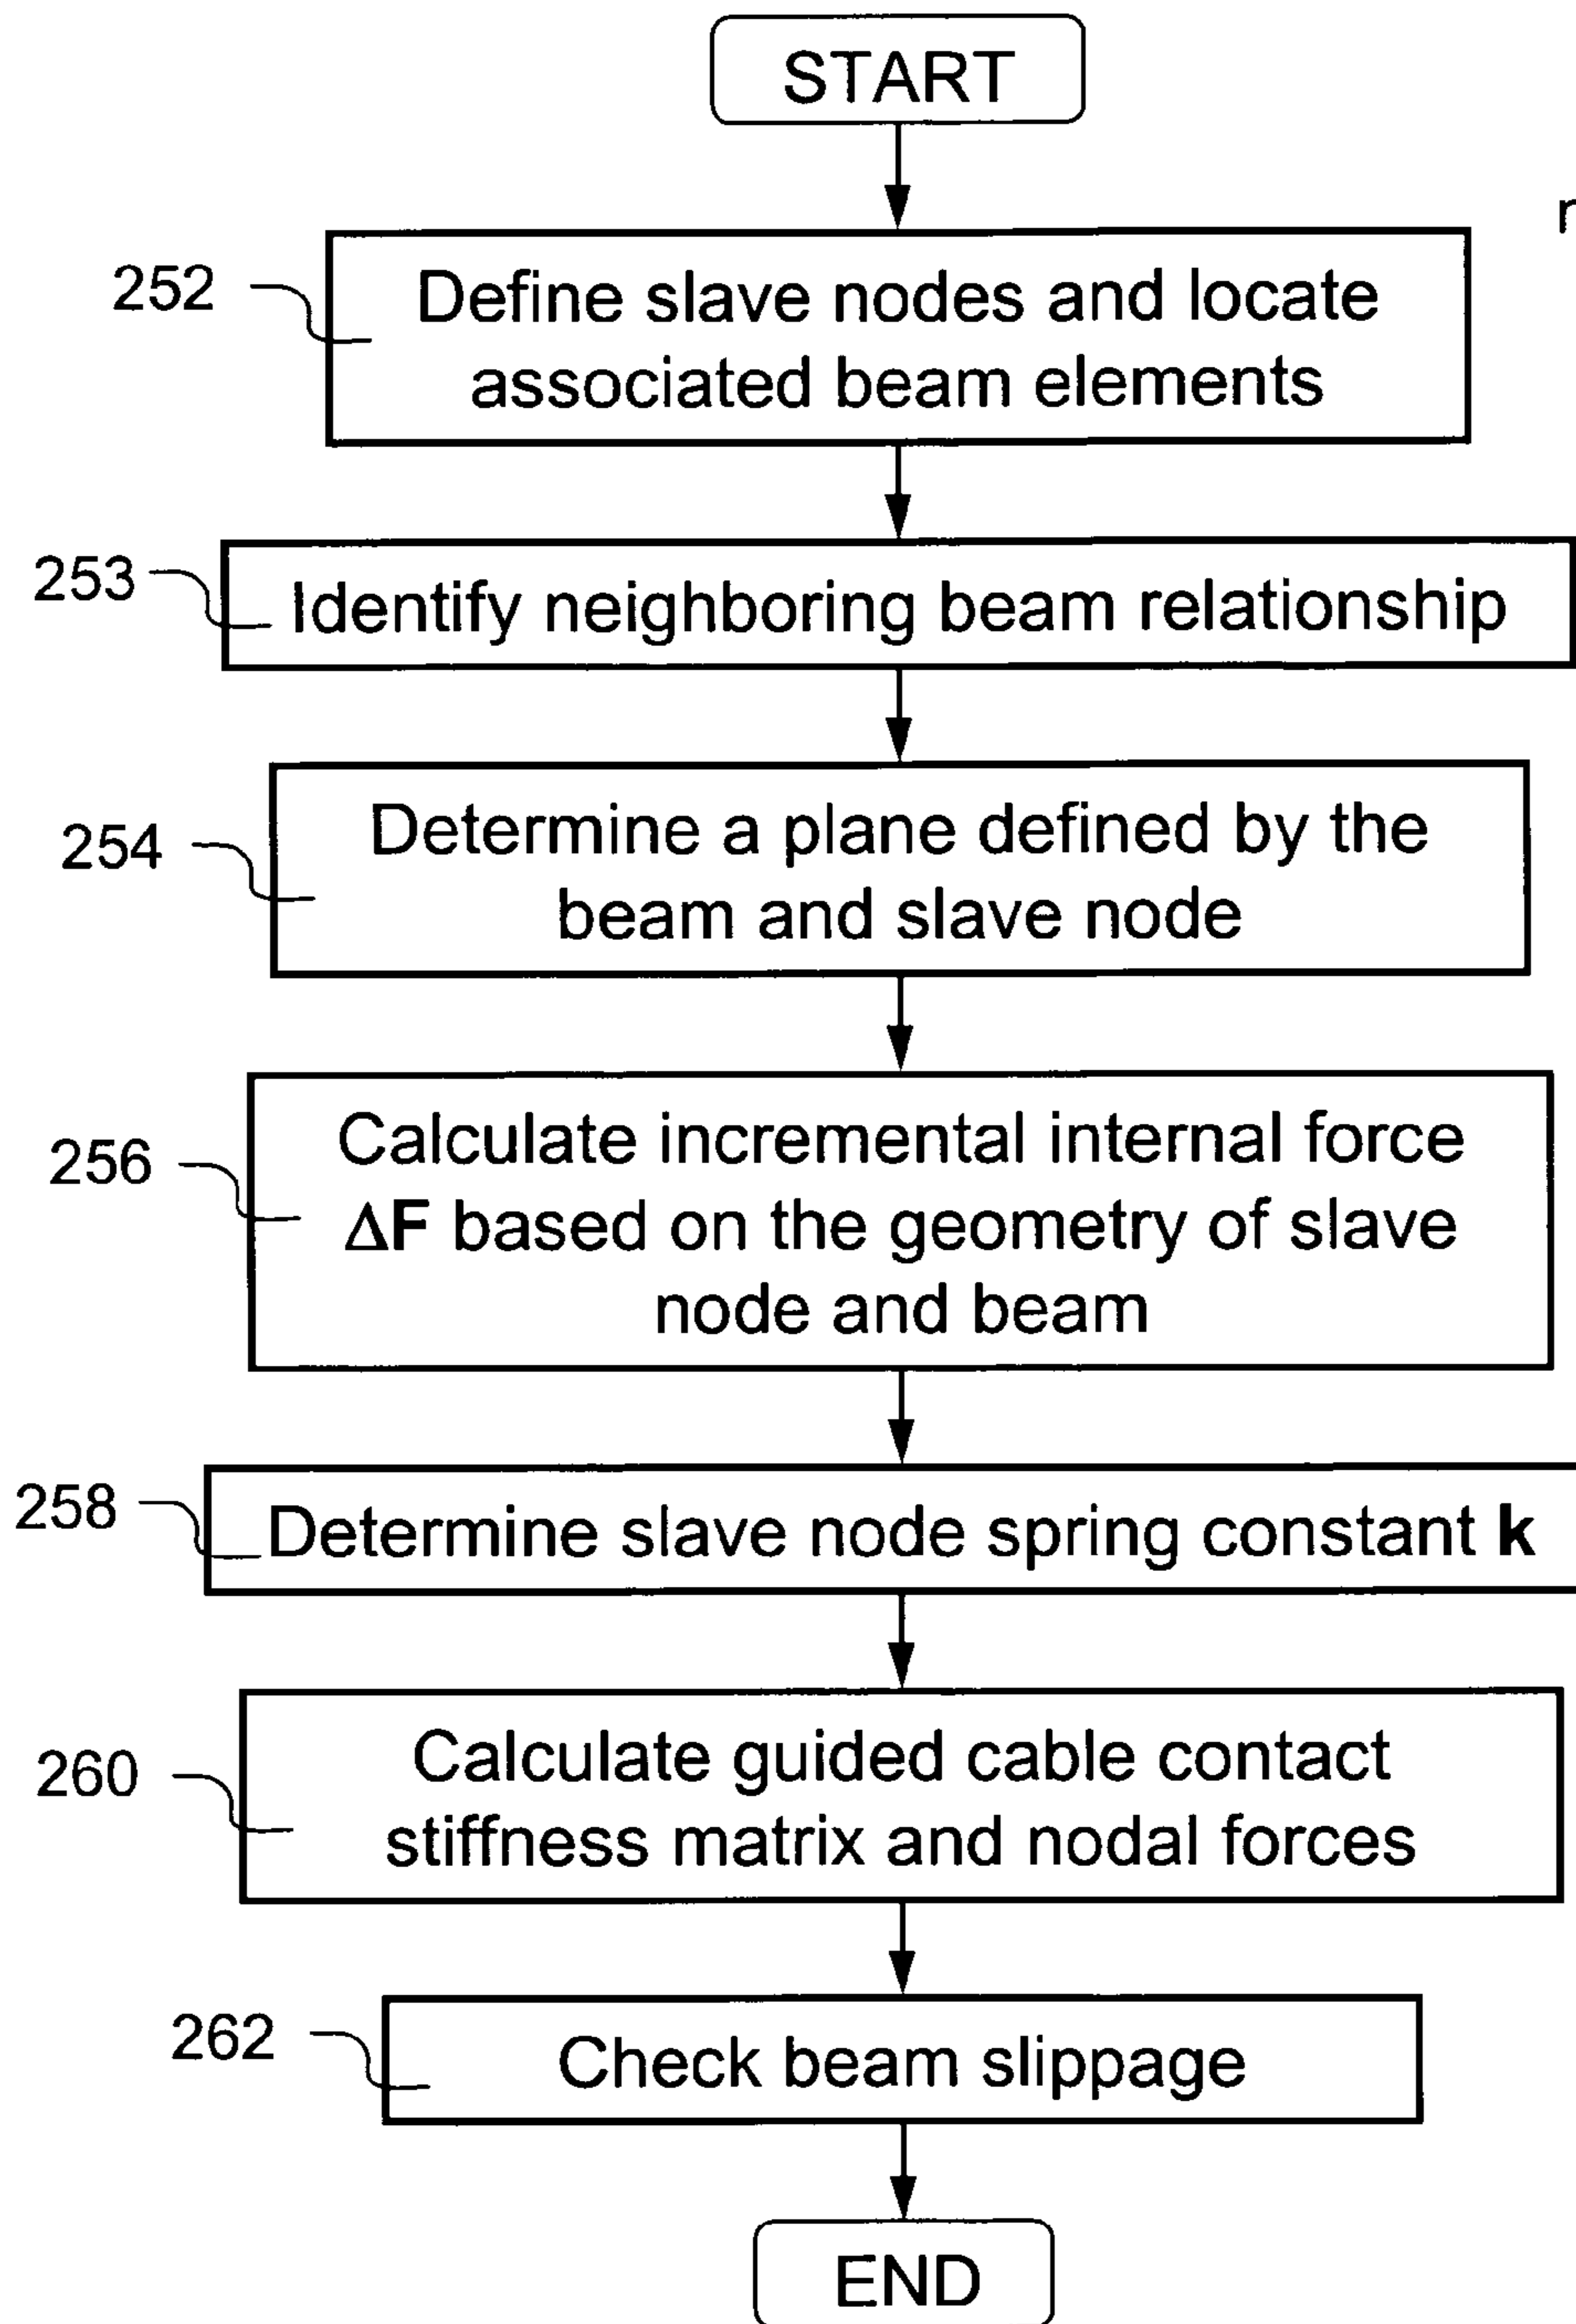 START
252
Define slave nodes and locate
associated beam elements
253
Identify neighboring beam relationship
254
Determine a plane defined by the
beam and slave node
256
Calculate incremental internal force
ΔF based on the geometry of slave
node and beam
258
Determine slave node spring constant k
260
Calculate guided cable contact
stiffness matrix and nodal forces
262
Check beam slippage
END